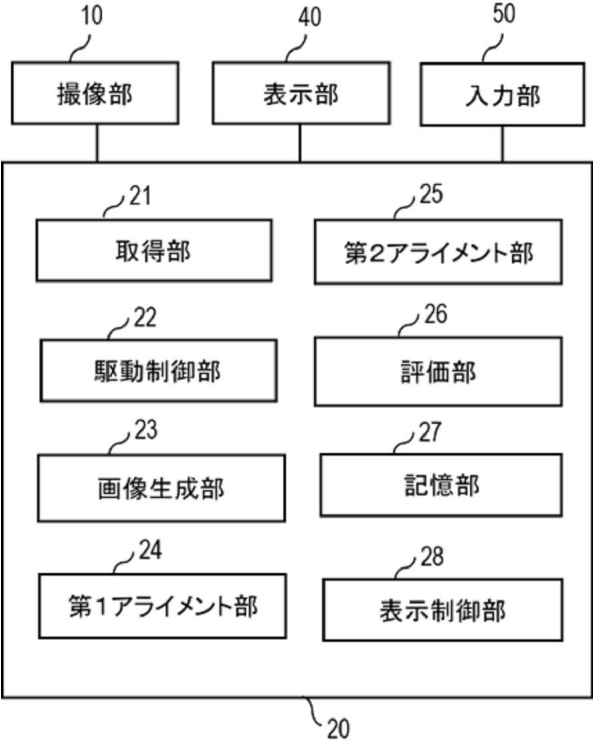 10
40
50
撮像部
表示部
入力部
21
取得部
25
第2アライメント部
22
駆動制御部
26
評価部
23
画像生成部
27
記憶部
24
第1アライメント部
28
表示制御部
20